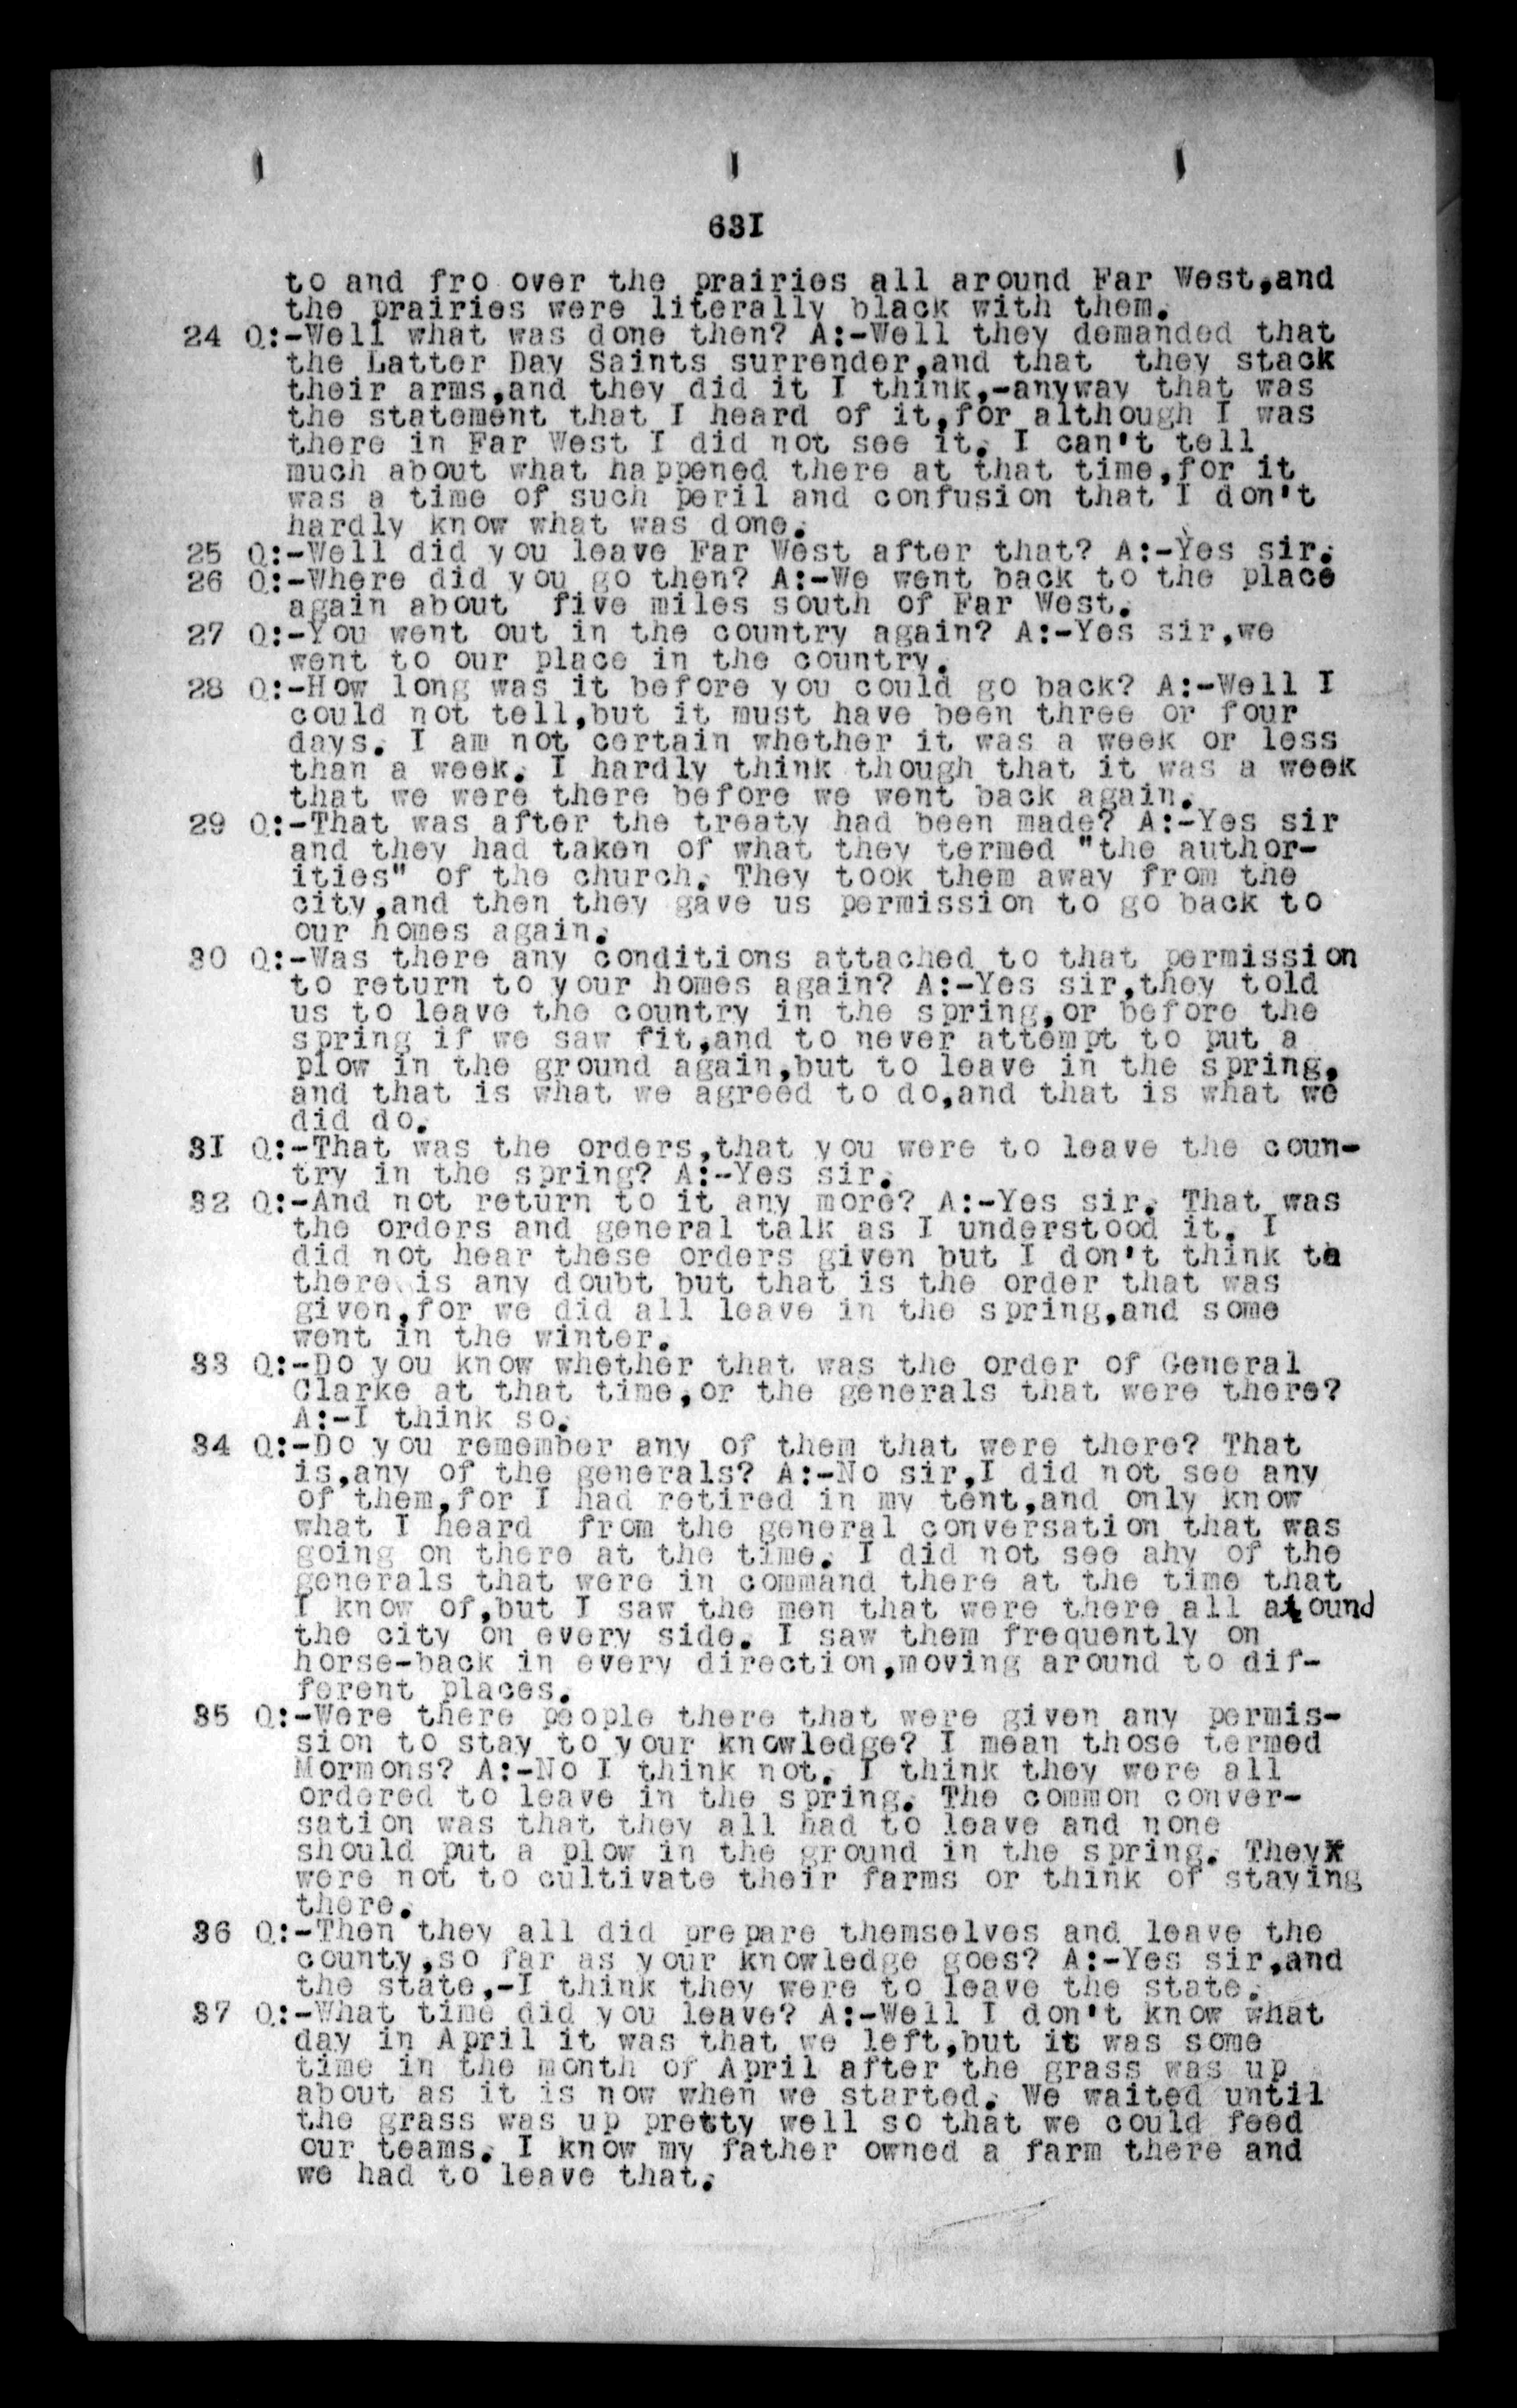 631
to and fro over the prairies all around Far West,and
the prairies were literally black with them.
24 Q:-Well what was done then? A:-Well they demanded that
the Latter Day Saints surrender,and that they stack
their arms,and they did it I think,-anyway that was
the statement that I heard of it,for although I was
there in Far West I did not see it. I can't tell
much about what happened there at that time,for it
was a time of such peril and confusion that I don't
hardly know what was done.
25 Q:-Well did you leave Far West after that? A:-Yes sir.
26 Q:-Where did you go then? A:-We went back to the place
again about five miles south of Far West.
27 Q:-You went out in the country again? A:-Yes sir,we
went to our place in the country.
28 Q:-How long was it before you could go back? A:-Well I
could not tell,but it must have been three or four
days. I am not certain whether it was a week or less
than a week. I hardly think though that it was a week
that we were there before we went back again.
29 Q:-That was after the treaty had been made? A:-Yes sir
and they had taken of what they termed "the author-
ities" of the church. They took them away from the
city,and then they gave us permission to go back to
our homes again.
30 Q:-Was there any conditions attached to that permission
to return to your homes again? A:-Yes sir,they told
us to leave the country in the spring,or before the
spring if we saw fit,and to never attempt to put a
plow in the ground again,but to leave in the spring,
and that is what we agreed to do,and that is what we
did do.
31 Q:-That was the orders,that you were to leave the coun-
try in the spring? A:-Yes sir.
32 Q:-And not return to it any more? A:-Yes sir. That was
the orders and general talk as I understood it. I
did not hear these orders given but I don't think ta
there is any doubt but that is the order that was
given,for we did all leave in the spring,and some
went in the winter.
33 Q:-Do you know whether that was the order of General
Clarke at that time,or the generals that were there?
A:-I think so.
34 Q:-Do you remember any of them that were there? That
is,any of the generals? A:-No sir,I did not see any
of them,for I had retired in my tent,and only know
what I heard from the general conversation that was
going on there at the time. I did not see ahy of the
generals that were in command there at the time that
I know of,but I saw the men that were there all around
the city on every side. I saw them frequently on
horse-back in every direction,moving around to dif-
ferent places.
35 Q:-Were there people there that were given any permis-
sion to stay to your knowledge? I mean those termed
Mormons? A:-No I think not. I think they were all
ordered to leave in the spring. The common conver-
sation was that they all had to leave and none
should put a plow in the ground in the spring. They
were not to cultivate their farms or think of staying
there.
36 Q:-Then they all did prepare themselves and leave the
county,so far as your knowledge goes? A:-Yes sir,and
the state,-I think they were to leave the state.
37 Q:-What time did you leave? A:-Well I don't know what
day in April it was that we left,but it was some
time in the month of April after the grass was up
about as it is now when we started. We waited until
the grass was up pretty well so that we could feed
our teams. I know my father owned a farm there and
we had to leave that.